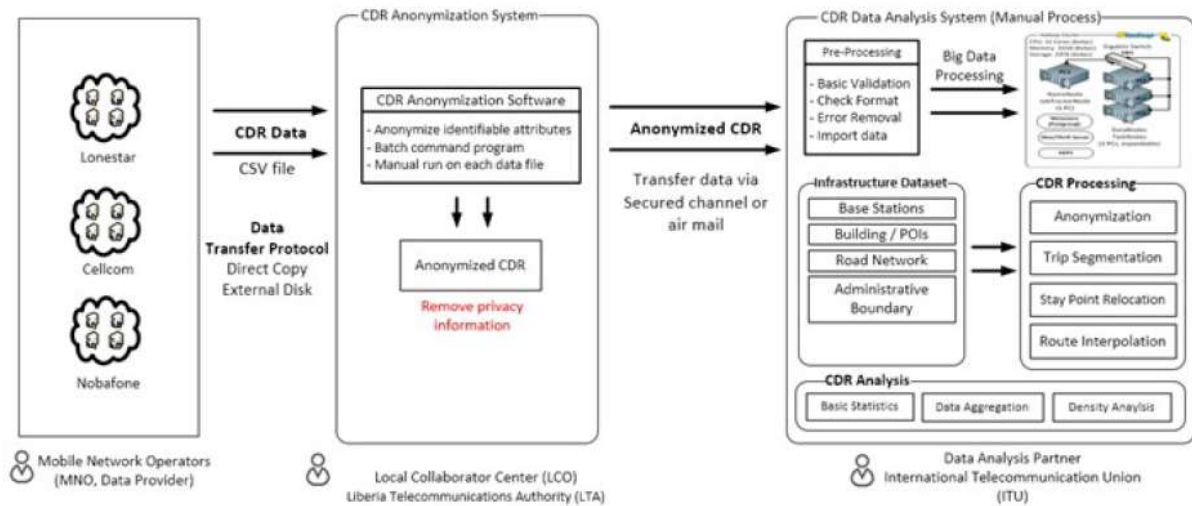 Lonestar
Cellcom
Nobafone
Mobile Network Operators
(MNO, Data Provider)
CDR Data
CSV file
Data
Transfer Protocol
Direct Copy
External Disk
CDR Anonymization System
CDR Anonymization Software
- Anonymize identifiable attributes
- Batch command program
- Manual run on each data file
Anonymized CDR
Remove privacy
information
Local Collaborator Center (LCO)
Liberia Telecommunications Authority (LTA)
Anonymized CDR
Transfer data via
Secured channel or
air mail
CDR Data Analysis System (Manual Process)
Pre-Processing
- Basic Validation
- Check Format
- Error Removal
- Import data
Big Data
Processing
Infrastructure Dataset
Base Stations
Building / POIs
Road Network
Administrative
Boundary
CDR Processing
Anonymization
Trip Segmentation
Stay Point Relocation
Route Interpolation
CDR Analysis
Basic Statistics
Data Aggregation
Density Anaylsis
Data Analysis Partner
International Telecommunication Union
(ITU)